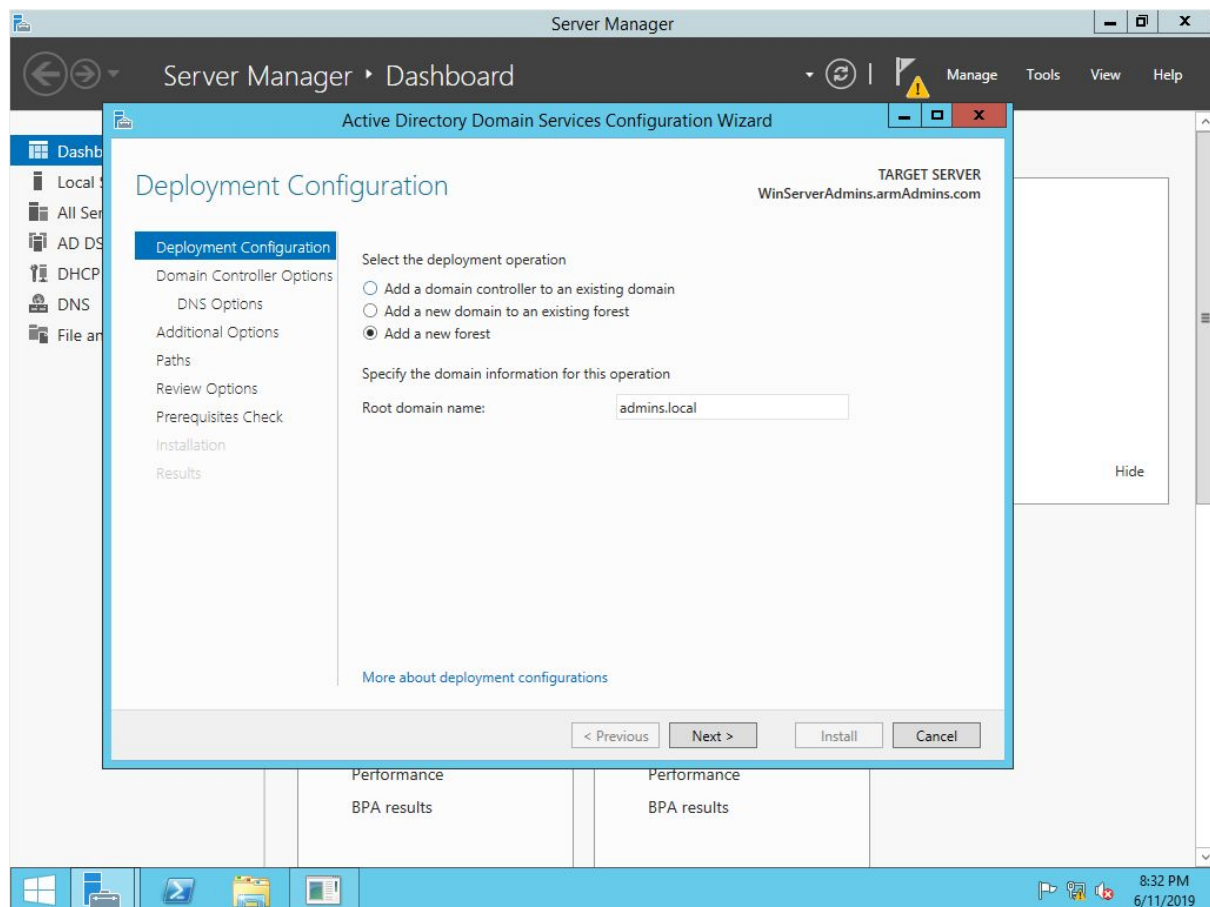 Server Manager
Server Manager ‣ Dashboard
Manage Tools View Help
Active Directory Domain Services Configuration Wizard
Dashb
Local
All Ser
AD DS
DHCP
DNS
File an
Deployment Configuration
TARGET SERVER
WinServerAdmins.armAdmins.com
Deployment Configuration
Domain Controller Options
DNS Options
Additional Options
Paths
Review Options
Prerequisites Check
Installation
Results
Select the deployment operation
Add a domain controller to an existing domain
Add a new domain to an existing forest
Add a new forest
Specify the domain information for this operation
Root domain name: admins.local
More about deployment configurations
< Previous Next > Install Cancel
Hide
Performance Performance
BPA results BPA results
8:32 PM
6/11/2019